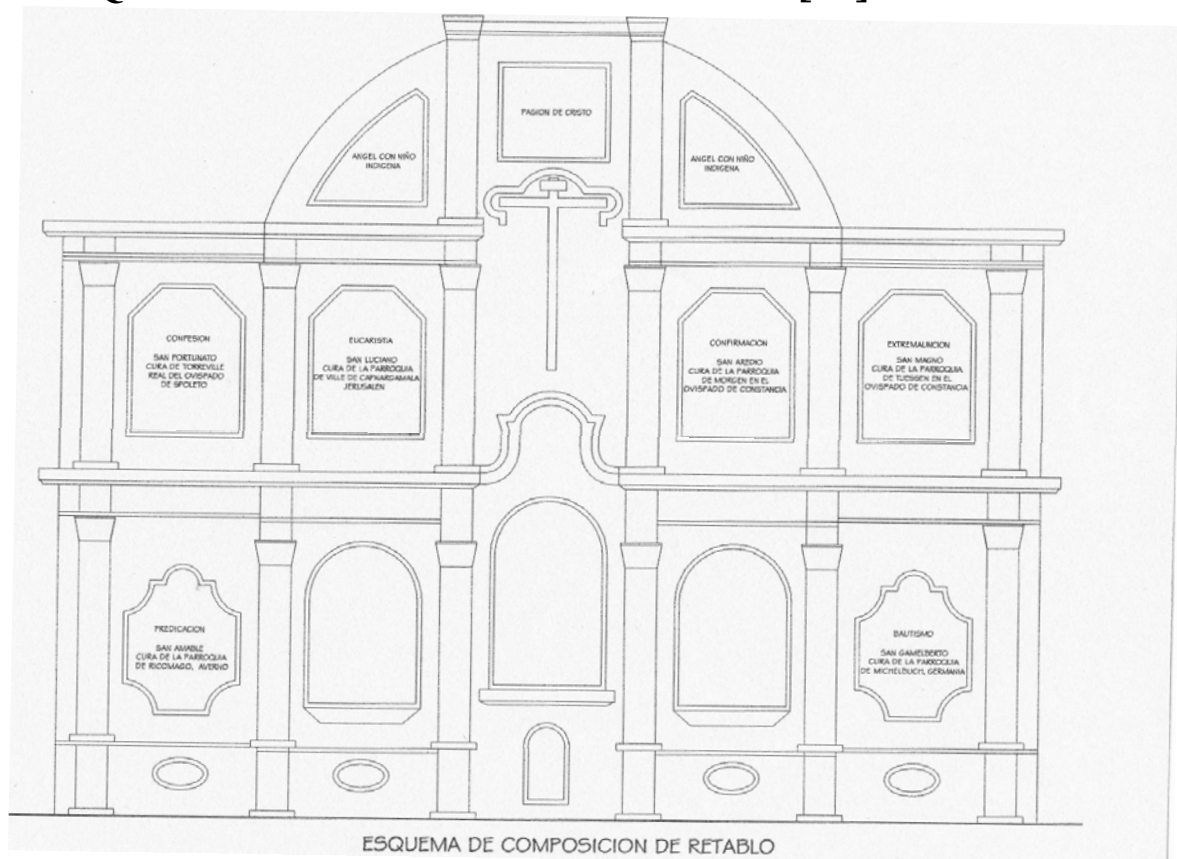 PASION DE CRISTO
ANGEL CON NIÑO
INDIGENA
ANGEL CON NIÑO
INDIGENA
CONFESION
SAN FORTUNATO
CURA DE TORREVILLE
REAL DEL OVISPADO
DE SPOLETO
EUCARISTIA
SAN LUCIANO
CURA DE LA PARROQUIA
DE VILLE DE CAFNARDAMALA
JERUSALEN
CONFIRMACION
SAN AREDIO
CURA DE LA PARROQUIA
DE MORGEN EN EL
OVISPADO DE CONSTANCIA
EXTREMAUNCION
SAN MAGNO
CURA DE LA PARROQUIA
DE TUESSEN EN EL
OVISPADO DE CONSTANCIA
PREDICACION
SAN AMABLE
CURA DE LA PARROQUIA
DE RICOMAGO, AVERNO
BAUTISMO
SAN GAMELBERTO
CURA DE LA PARROQUIA
DE MICHELBUCH, GERMANIA
ESQUEMA DE COMPOSICION DE RETABLO